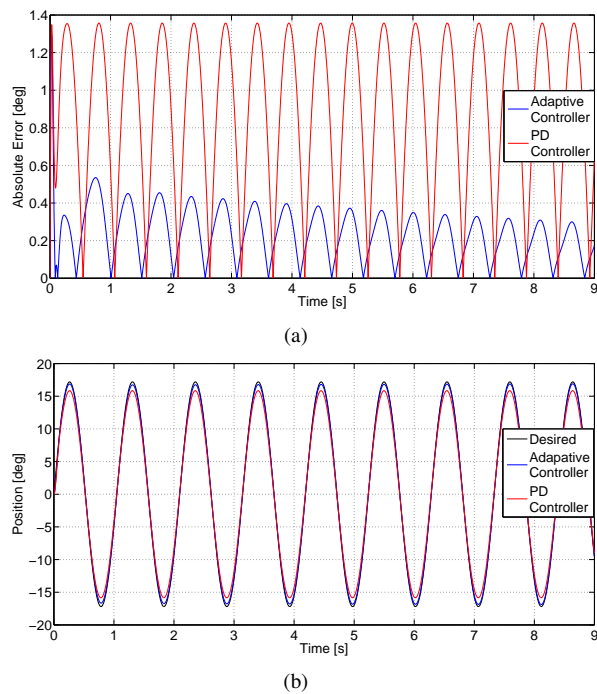 1.4
1.2
1
0.8
0.6
0.4
0.2
0
Absolute Error [deg]
Adaptive
Controller
PD
Controller
0 1 2 3 4 5 6 7 8 9
Time [s]
(a)
20
15
10
5
0
−5
−10
−15
−20
Position [deg]
Desired
Adapative
Controller
PD
Controller
0 1 2 3 4 5 6 7 8 9
Time [s]
(b)